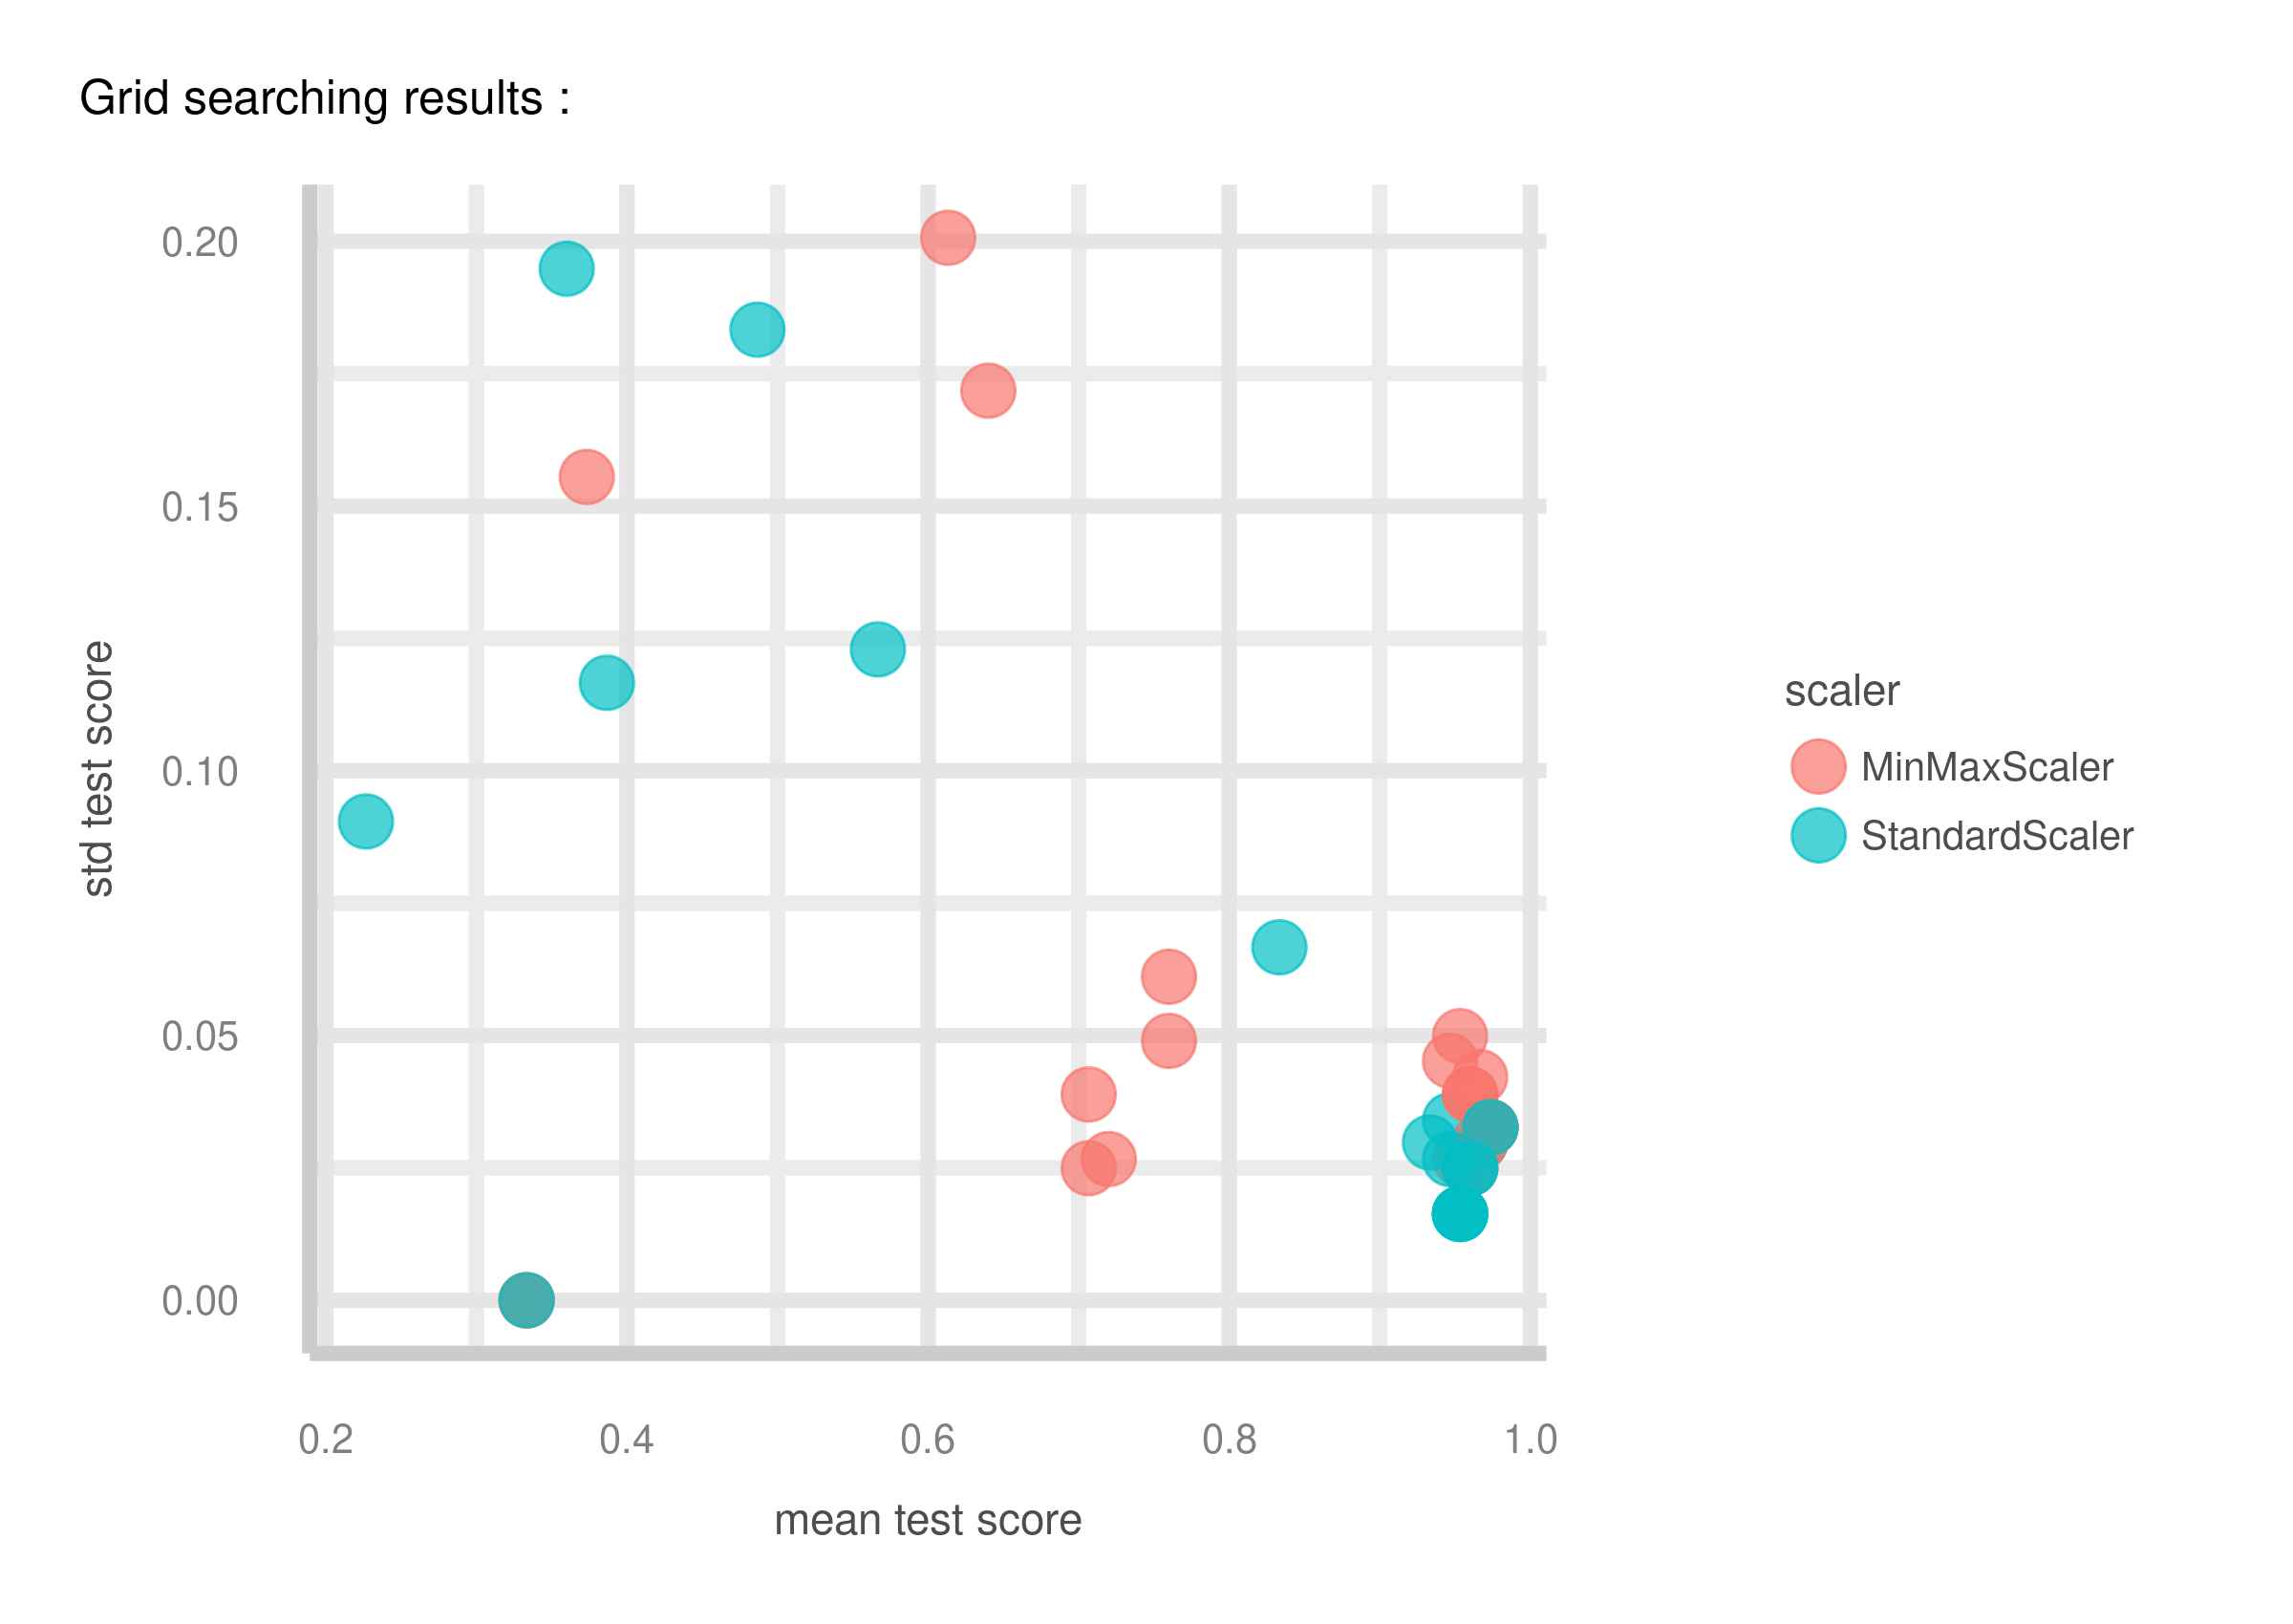 Grid searching results :
0.20
0.15
0.10
0.05
0.00
std test score
0.2 0.4 0.6 0.8 1.0
mean test score
scaler
MinMaxScaler
StandardScaler